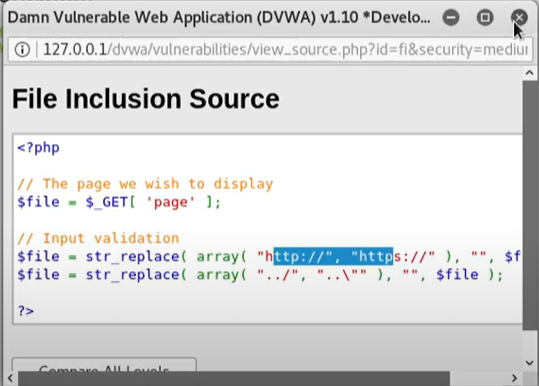 Damn Vulnerable Web Application (DVWA) v1.10 *Develo...
127.0.0.1/dvwa/vulnerabilities/view_source.php?id=fi&security=mediu
File Inclusion Source
<?php
// The page we wish to display
$file = $_GET[ 'page' ];
// Input validation
$file = str_replace( array( "http://", "https://" ), "", $f
$file = str_replace( array( "../", "..\"" ), "", $file );
?>
Compare All Levels